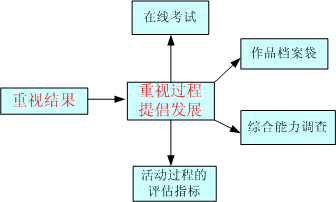 在线考试
作品档案袋
重视结果
重视过程
提倡发展
综合能力调查
活动过程的
评估指标